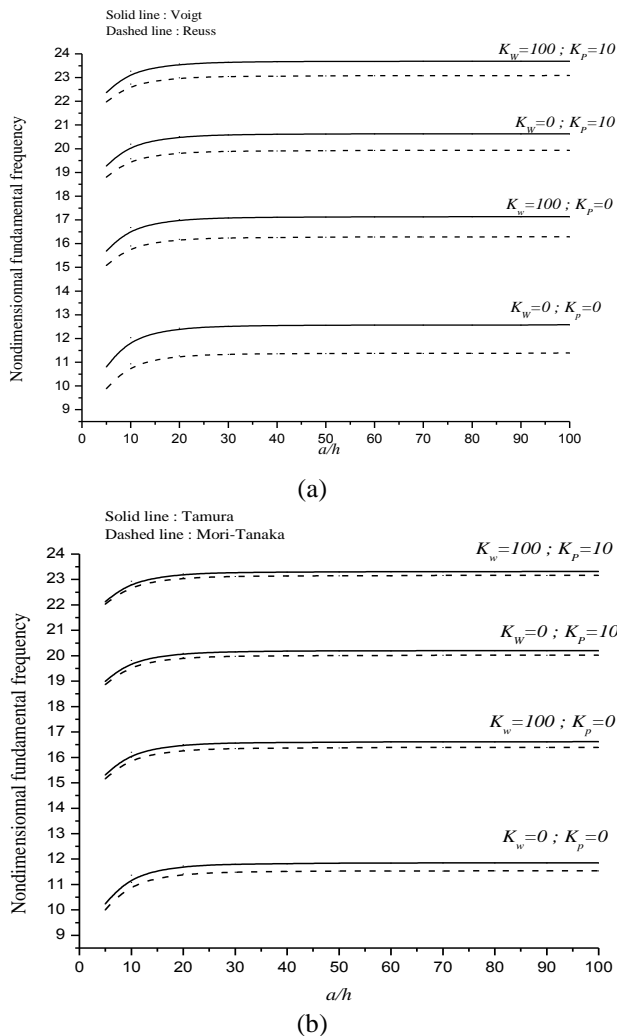 Solid line : Voigt
Dashed line : Reuss
Nondimensionnal fundamental frequency
24
23
22
21
20
19
18
17
16
15
14
13
12
11
10
9
K_W=100 ; K_P=10
K_W=0 ; K_P=10
K_w=100 ; K_P=0
K_W=0 ; K_p=0
0 10 20 30 40 50 60 70 80 90 100
a/h
(a)
Solid line : Tamura
Dashed line : Mori-Tanaka
Nondimensionnal fundamental frequency
24
23
22
21
20
19
18
17
16
15
14
13
12
11
10
9
K_w=100 ; K_P=10
K_W=0 ; K_P=10
K_w=100 ; K_p=0
K_w=0 ; K_p=0
0 10 20 30 40 50 60 70 80 90 100
a/h
(b)